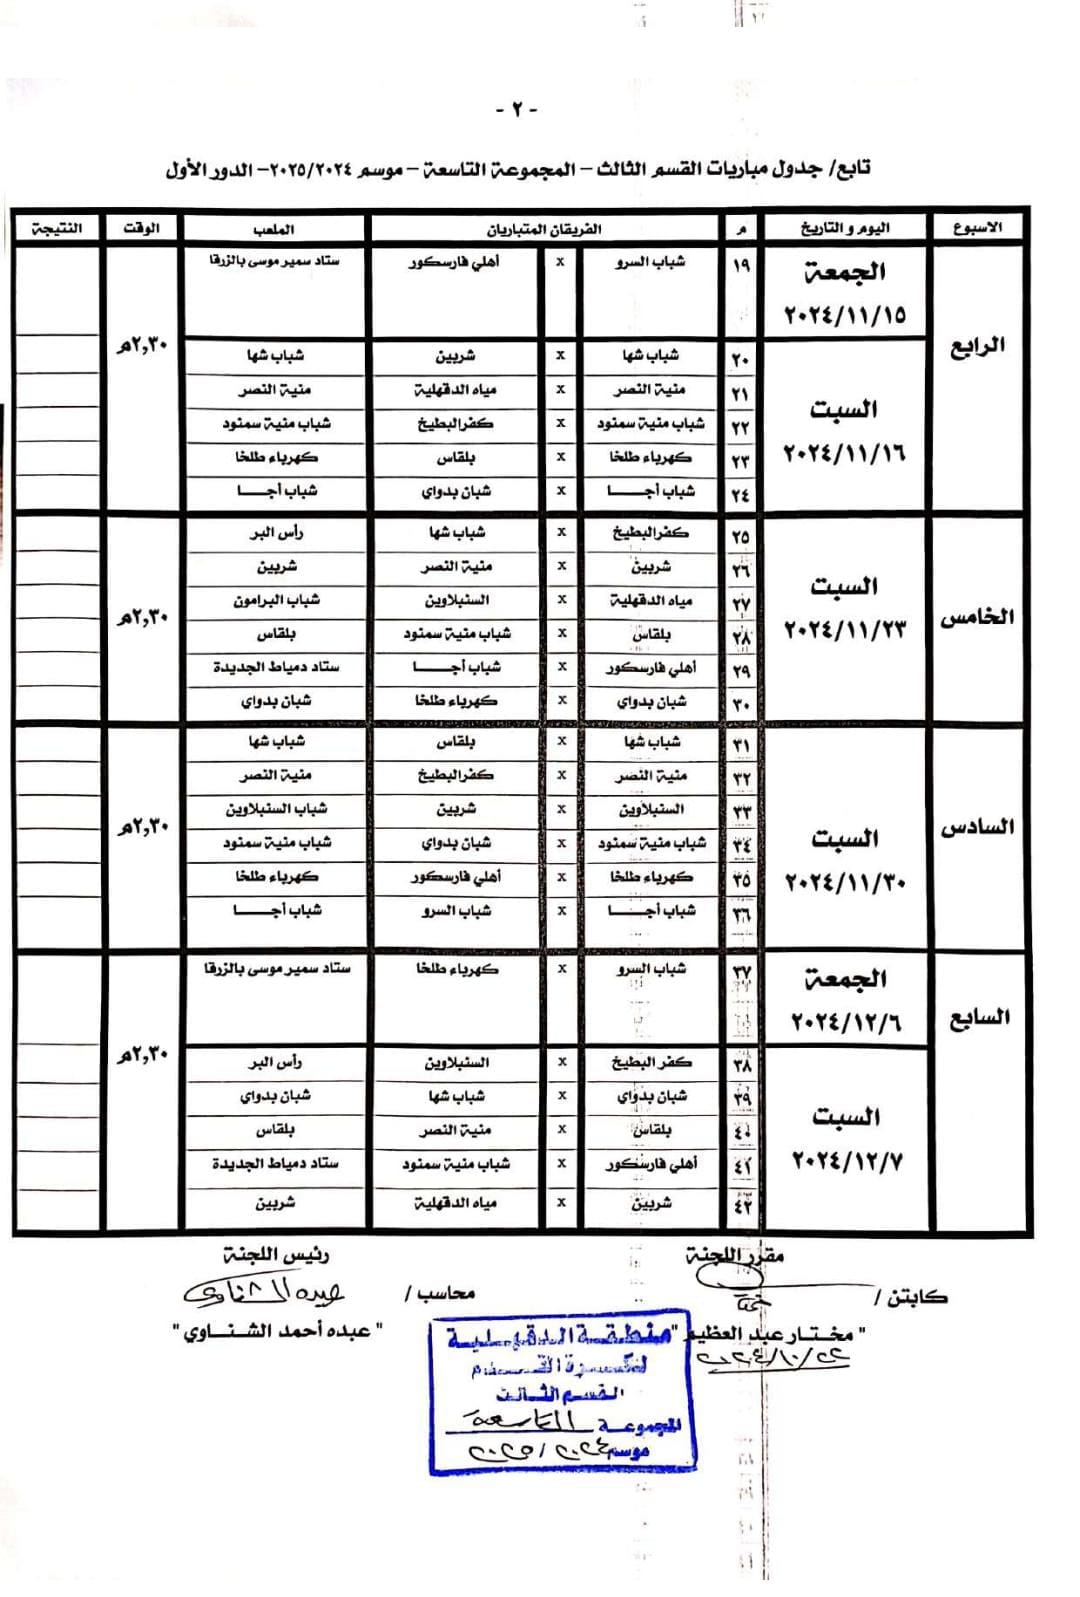 - ٢ -
تابع/ جدول مباريات القسم الثالث – المجموعة التاسعة – موسم ٢٠٢٥/٢٠٢٤– الدور الأول
الاسبوع اليوم و التاريخ م الفريقان المتباريان الملعب الوقت النتيجة
الرابع الجمعة ٢٠٢٤/١١/١٥ ١٩ شباب السرو x أهلي فارسكور ستاد سمير موسى بالزرقا ٢,٣٠م
السبت ٢٠٢٤/١١/١٦ ٢٠ شباب شها x شربين شباب شها
٢١ منية النصر x مياه الدقهلية منية النصر
٢٢ شباب منية سمنود x كفرالبطيخ شباب منية سمنود
٢٣ كهرباء طلخا x بلقاس كهرباء طلخا
٢٤ شباب أجـــا x شبان بدواي شباب أجـــا
الخامس السبت ٢٠٢٤/١١/٢٣ ٢٥ كفرالبطيخ x شباب شها رأس البر ٢,٣٠م
٢٦ شربين x منية النصر شربين
٢٧ مياه الدقهلية x السنبلاوين شباب البرامون
٢٨ بلقاس x شباب منية سمنود بلقاس
٢٩ أهلي فارسكور x شباب أجـــا ستاد دمياط الجديدة
٣٠ شبان بدواي x كهرباء طلخا شبان بدواي
السادس السبت ٢٠٢٤/١١/٣٠ ٣١ شباب شها x بلقاس شباب شها ٢,٣٠م
٣٢ منية النصر x كفرالبطيخ منية النصر
٣٣ السنبلاوين x شربين شباب السنبلاوين
٣٤ شباب منية سمنود x شبان بدواي شباب منية سمنود
٣٥ كهرباء طلخا x أهلي فارسكور كهرباء طلخا
٣٦ شباب أجـــا x شباب السرو شباب أجـــا
السابع الجمعة ٢٠٢٤/١٢/٦ ٣٧ شباب السرو x كهرباء طلخا ستاد سمير موسى بالزرقا ٢,٣٠م
السبت ٢٠٢٤/١٢/٧ ٣٨ كفر البطيخ x السنبلاوين رأس البر
٣٩ شبان بدواي x شباب شها شبان بدواي
٤٠ بلقاس x منية النصر بلقاس
٤١ أهلي فارسكور x شباب منية سمنود ستاد دمياط الجديدة
٤٢ شربين x مياه الدقهلية شربين
مقرر اللجنة رئيس اللجنة
كابتن / محاسب / عبده الشناوى
" مختار عبد العظيم " " عبده أحمد الشناوي "
٢٠٢٤/١٠/٢٢
منطقة الدقهلية
لكرة القدم
القسم الثالث
المجموعة التاسعة
موسم ٢٠٢٤/٢٠٢٥